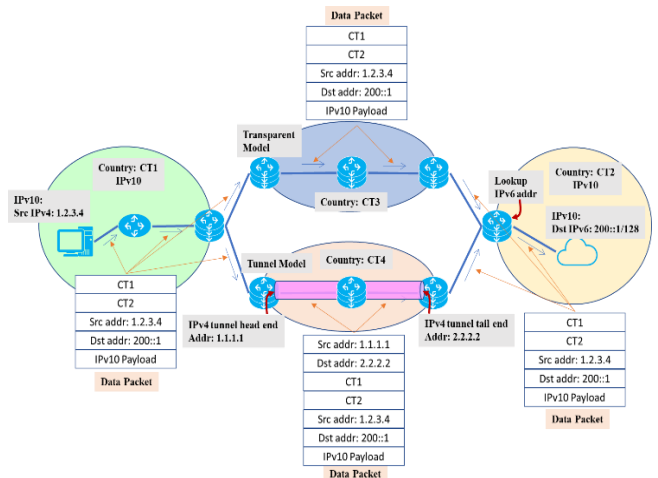 Data Packet
CT1
CT2
Src addr: 1.2.3.4
Dst addr: 200::1
IPv10 Payload
Transparent
Model
Country: CT1
IPv10
Country: CT2
IPv10
Lookup
IPv6 addr
IPv10:
Src IPv4: 1.2.3.4
Country: CT3
IPv10:
Dst IPv6: 200::1/128
Tunnel Model
Country: CT4
CT1
CT2
Src addr: 1.2.3.4
Dst addr: 200::1
IPv10 Payload
Data Packet
IPv4 tunnel head end
Addr: 1.1.1.1
IPv4 tunnel tail end
Addr: 2.2.2.2
Src addr: 1.1.1.1
Dst addr: 2.2.2.2
CT1
CT2
Src addr: 1.2.3.4
Dst addr: 200::1
IPv10 Payload
Data Packet
CT1
CT2
Src addr: 1.2.3.4
Dst addr: 200::1
IPv10 Payload
Data Packet